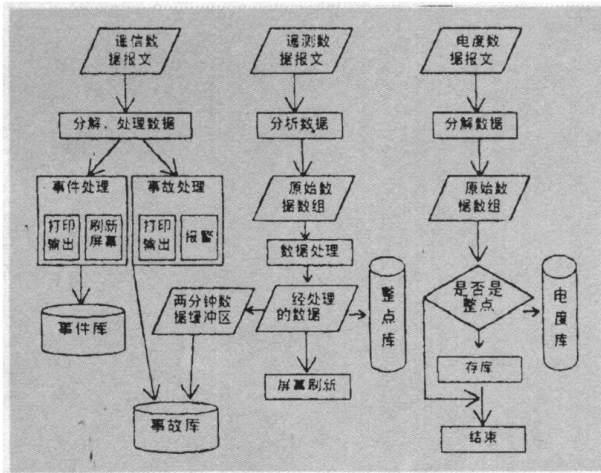 遥信数
据报文
分解、处理数据
事件处理
打印
输出
刷新
屏幕
事故处理
打印
输出
报警
事件库
事故库
遥测数
据报文
分析数据
原始数
据数组
数据处理
经处理
的数据
两分钟数
据缓冲区
整点库
屏幕刷新
电度数
据报文
分解数据
原始数
据数组
是否是
整点
电度库
存库
结束